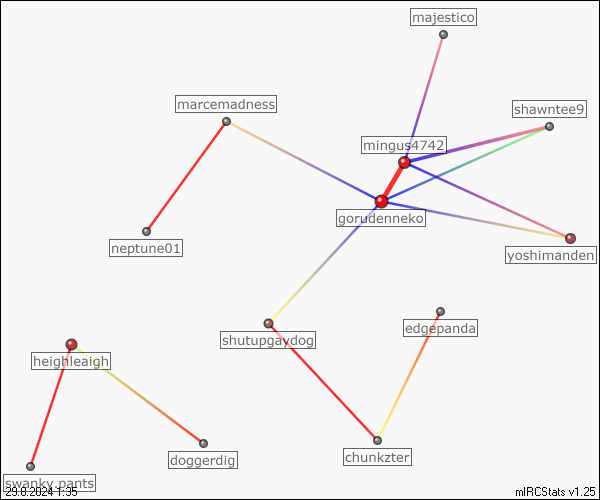 majestico
marcemadness
shawntee9
mingus4742
gorudenneko
neptune01
yoshimanden
edgepanda
shutupgaydog
heighleaigh
doggerdig
chunkzter
swanky.pants
29.8.2024 1:35
mIRCStats v1.25